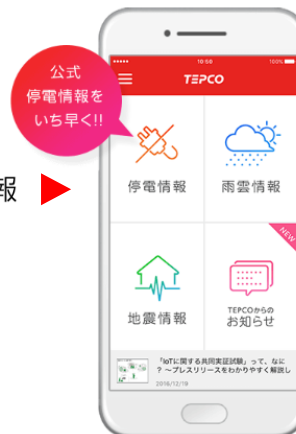 公式
停電情報を
いち早く!!
報
10:56
100%
TEPCO
停電情報
雨雲情報
NEW
地震情報
TEPCOからの
お知らせ
「IoTに関する共同実証試験」って、なに
？ ～プレスリリースをわかりやすく解説し
2016/12/19